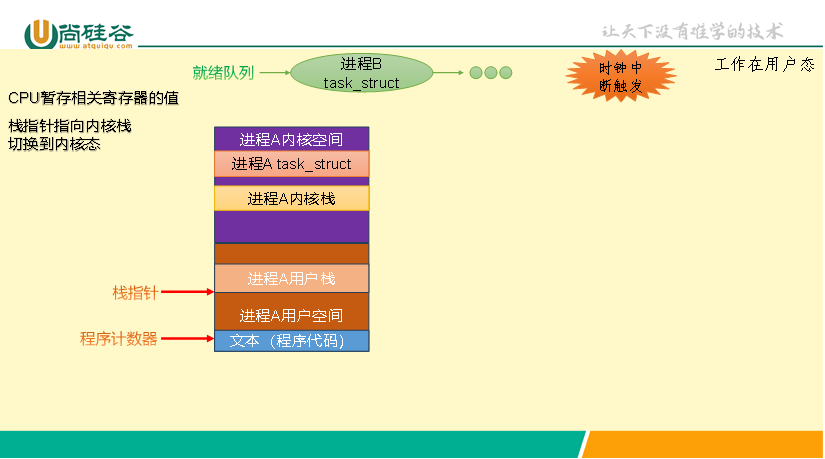 尚硅谷
www.atguigu.com
让天下没有难学的技术
就绪队列
进程B
task_struct
时钟中
断触发
工作在用户态
CPU暂存相关寄存器的值
栈指针指向内核栈
切换到内核态
进程A内核空间
进程A task_struct
进程A内核栈
进程A用户栈
栈指针
进程A用户空间
程序计数器
文本（程序代码）